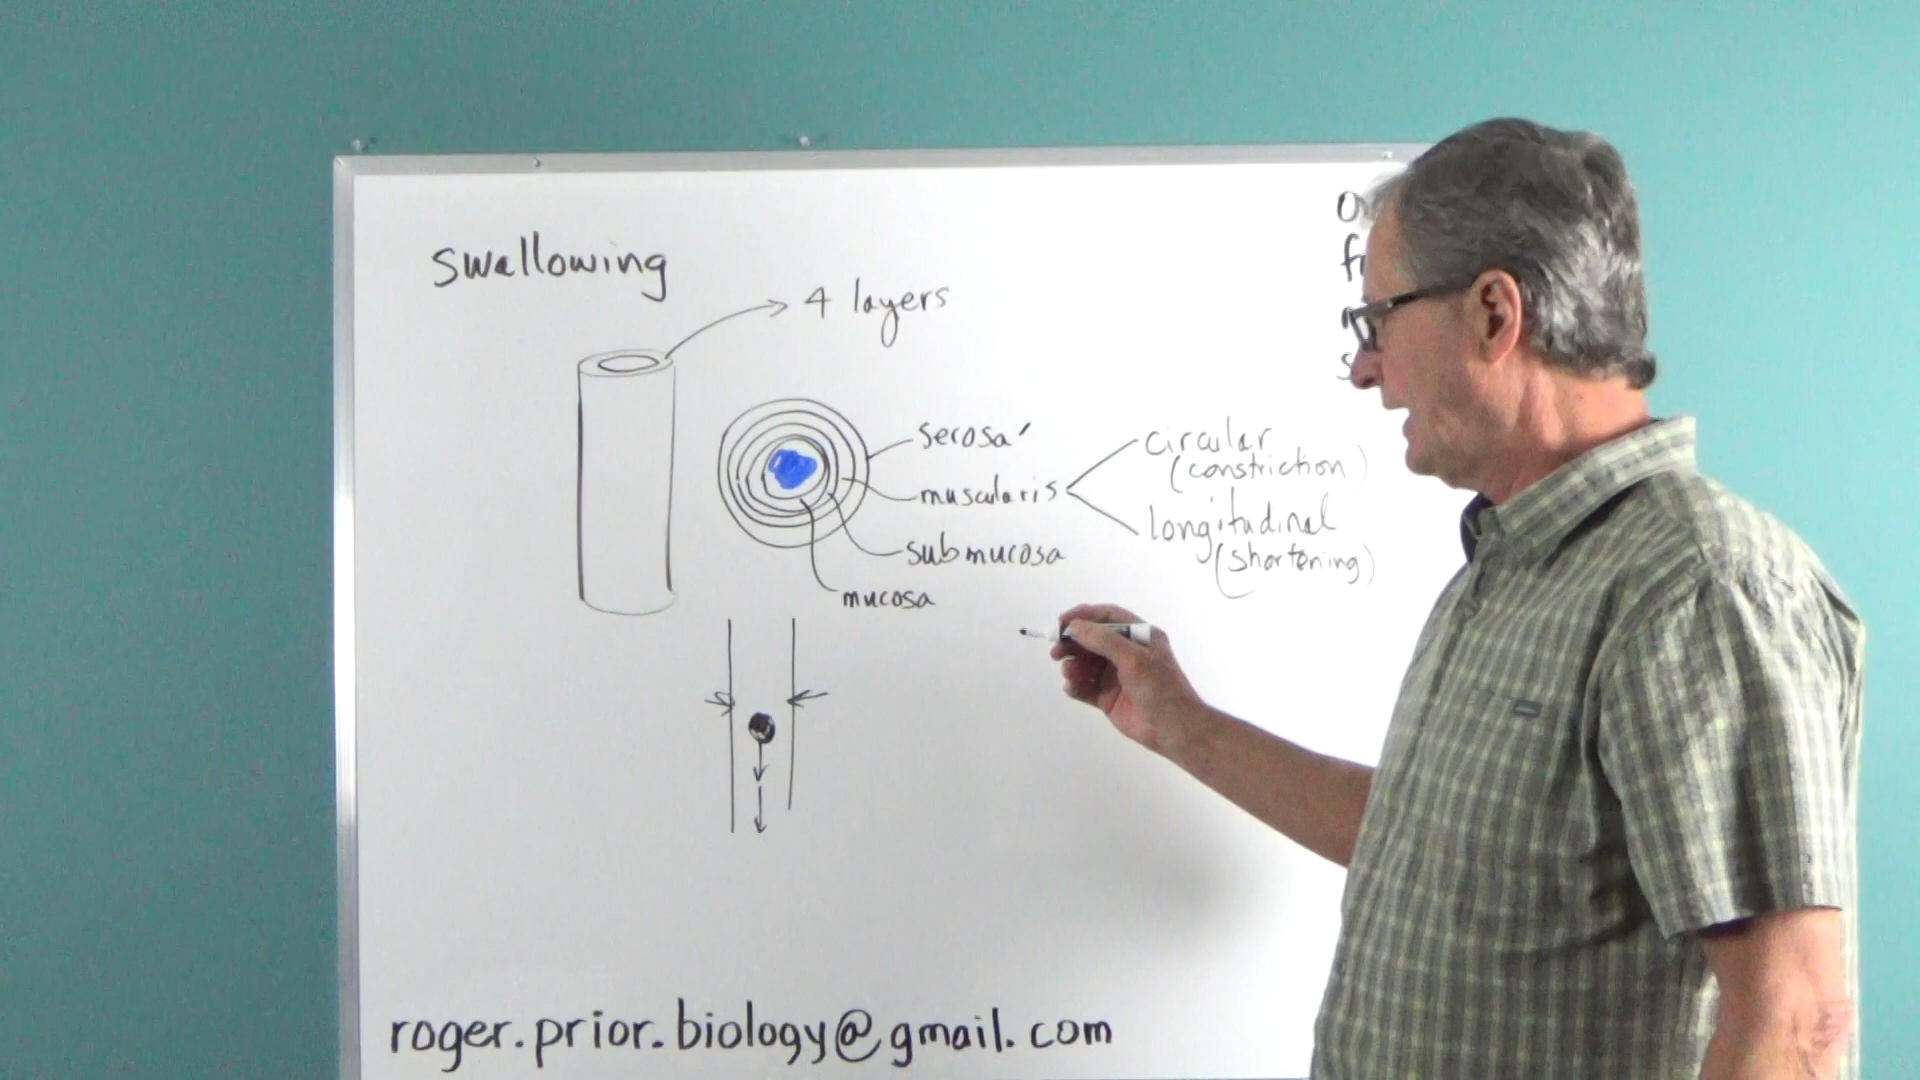 swallowing
4 layers
serosa
muscularis
submucosa
mucosa
circular
(constriction)
longitudinal
(shortening)
roger.prior.biology@gmail.com